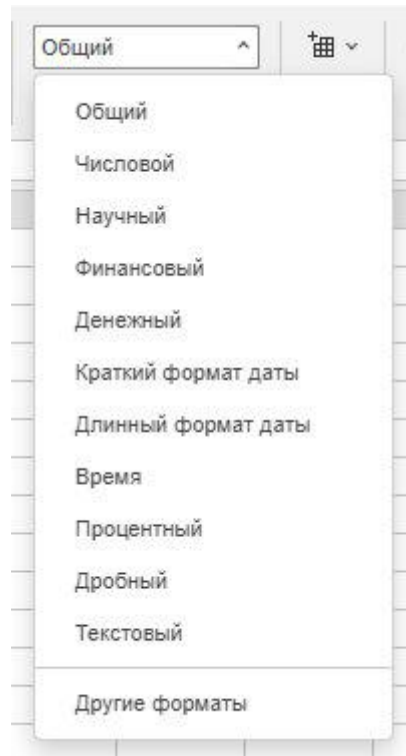 Общий
Общий
Числовой
Научный
Финансовый
Денежный
Краткий формат даты
Длинный формат даты
Время
Процентный
Дробный
Текстовый
Другие форматы